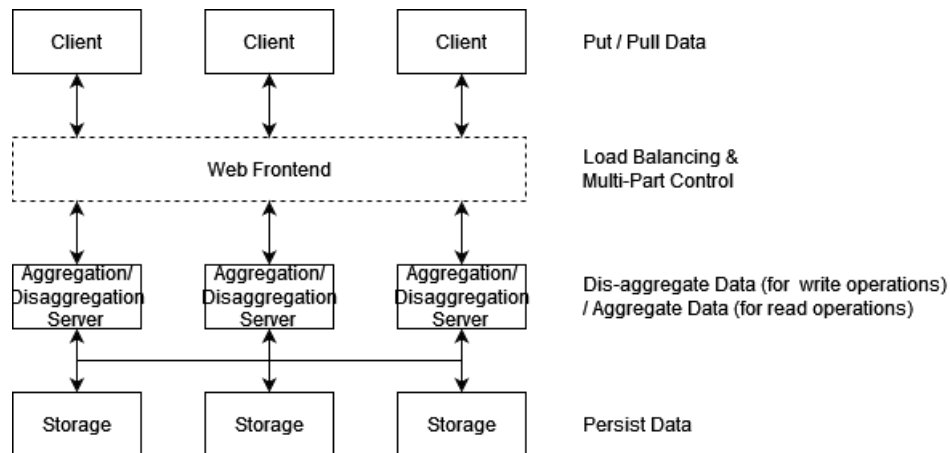 Client
Client
Client
Put / Pull Data
Web Frontend
Load Balancing &
Multi-Part Control
Aggregation/
Disaggregation
Server
Aggregation/
Disaggregation
Server
Aggregation/
Disaggregation
Server
Dis-aggregate Data (for write operations)
/ Aggregate Data (for read operations)
Storage
Storage
Storage
Persist Data